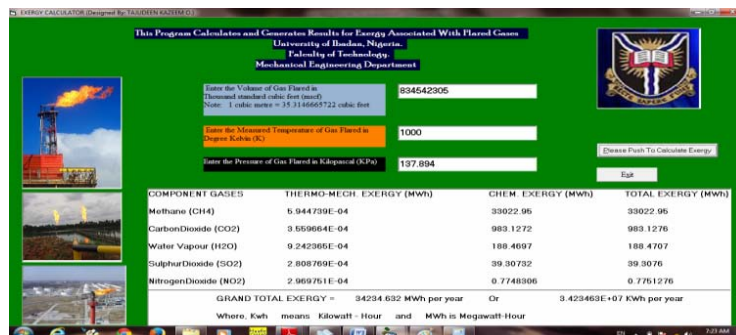 EXERGY CALCULATOR (Designed By: TAJUDEEN KAZEEM O.)
This Program Calculates and Generates Results for Exergy Associated With Flared Gases
University of Ibadan, Nigeria.
Falculty of Technology.
Mechanical Engineering Department
Enter the Volume of Gas Flared in
Thousand standard cubic feet (mscf)
Note: 1 cubic metre = 35.3146665722 cubic feet
834542305
Enter the Measured Temperature of Gas Flared in
Degree Kelvin (K)
1000
Enter the Pressure of Gas Flared in Kilopascal (KPa)
137.894
Please Push To Calculate Exergy
Exit
COMPONENT GASES THERMO-MECH. EXERGY (MWh) CHEM. EXERGY (MWh) TOTAL EXERGY (MWh)
Methane (CH4) 5.944739E-04 33022.95 33022.95
CarbonDioxide (CO2) 3.559664E-04 983.1272 983.1276
Water Vapour (H2O) 9.242365E-04 188.4697 188.4707
SulphurDioxide (SO2) 2.808769E-04 39.30732 39.3076
NitrogenDioxide (NO2) 2.969751E-04 0.7748306 0.7751276
GRAND TOTAL EXERGY = 34234.632 MWh per year Or 3.423463E+07 KWh per year
Where, Kwh means Kilowatt - Hour and MWh is Megawatt-Hour
EN
7:23 AM